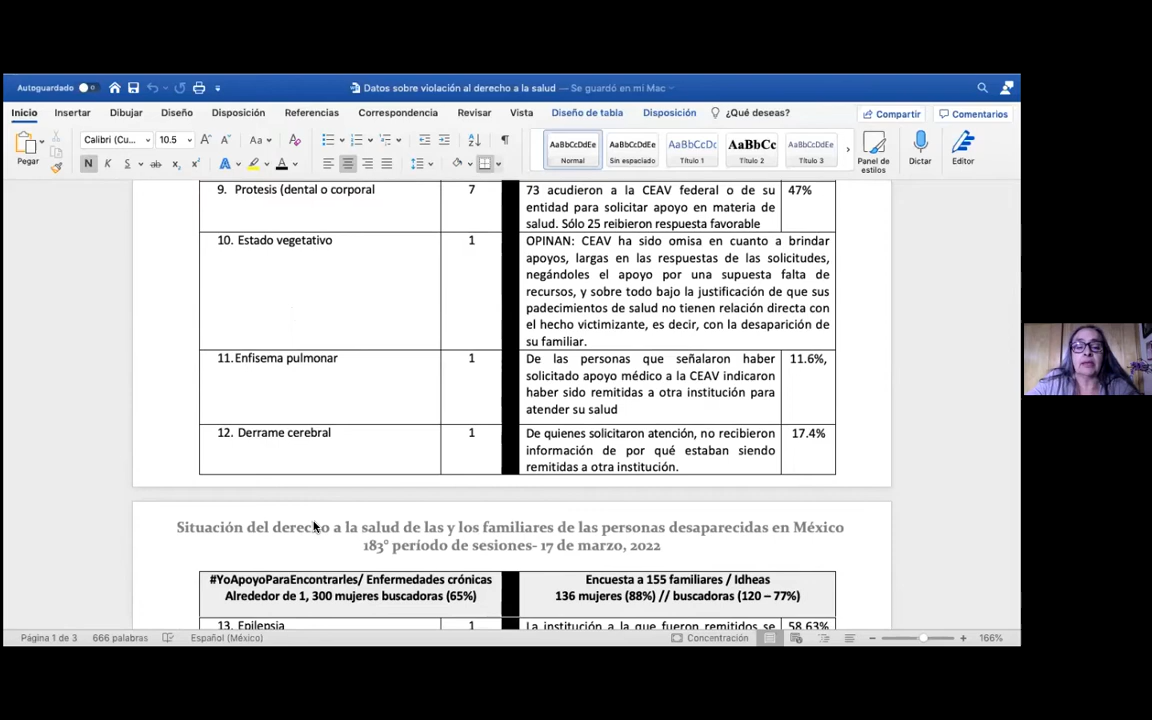 Autoguardado
Datos sobre violación al derecho a la salud — Se guardó en mi Mac
Inicio Insertar Dibujar Diseño Disposición Referencias Correspondencia Revisar Vista Diseño de tabla Disposición ¿Qué deseas? Compartir Comentarios
Calibri (Cu... 10.5
AaBbCcDdEe AaBbCcDdEe AaBbCcDc AaBbCc AaBbCcDdEe
Pegar Normal Sin espaciado Título 1 Título 2 Título 3 Panel de estilos Dictar Editor
9. Protesis (dental o corporal 7
73 acudieron a la CEAV federal o de su 47%
entidad para solicitar apoyo en materia de
salud. Sólo 25 reibieron respuesta favorable
10. Estado vegetativo 1
OPINAN: CEAV ha sido omisa en cuanto a brindar
apoyos, largas en las respuestas de las solicitudes,
negándoles el apoyo por una supuesta falta de
recursos, y sobre todo bajo la justificación de que sus
padecimientos de salud no tienen relación directa con
el hecho victimizante, es decir, con la desaparición de
su familiar.
11. Enfisema pulmonar 1
De las personas que señalaron haber 11.6%,
solicitado apoyo médico a la CEAV indicaron
haber sido remitidas a otra institución para
atender su salud
12. Derrame cerebral 1
De quienes solicitaron atención, no recibieron 17.4%
información de por qué estaban siendo
remitidas a otra institución.
Situación del derecho a la salud de las y los familiares de las personas desaparecidas en México
183° período de sesiones- 17 de marzo, 2022
#YoApoyoParaEncontrarles/ Enfermedades crónicas
Alrededor de 1, 300 mujeres buscadoras (65%)
Encuesta a 155 familiares / Idheas
136 mujeres (88%) // buscadoras (120 – 77%)
13. Epilepsia 1
La institución a la que fueron remitidos se 58.63%
Página 1 de 3 666 palabras Español (México) Concentración 166%